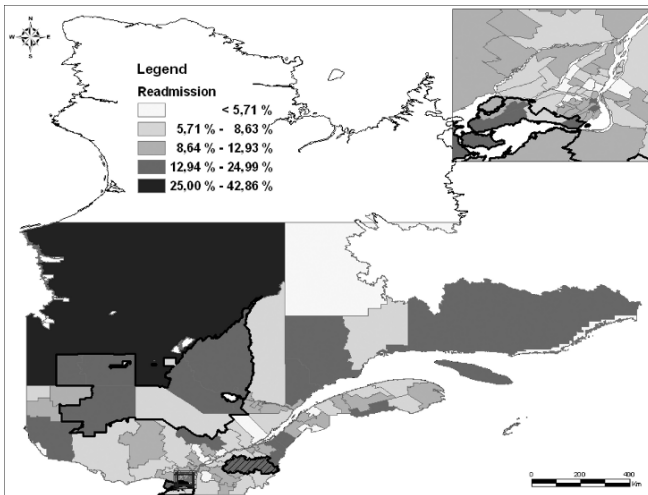 N
W E
S
Legend
Readmission
< 5,71 %
5,71 % - 8,63 %
8,64 % - 12,93 %
12,94 % - 24,99 %
25,00 % - 42,86 %
0 200 400
Km